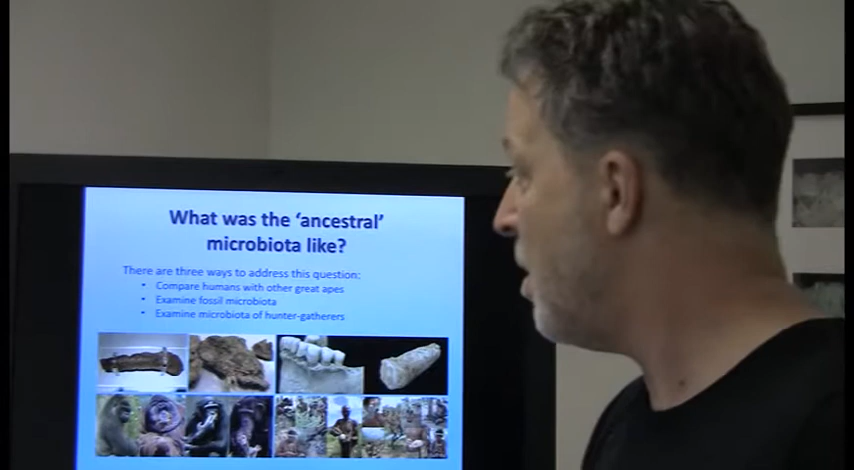 What was the ‘ancestral’
microbiota like?
There are three ways to address this question:
• Compare humans with other great apes
• Examine fossil microbiota
• Examine microbiota of hunter-gatherers